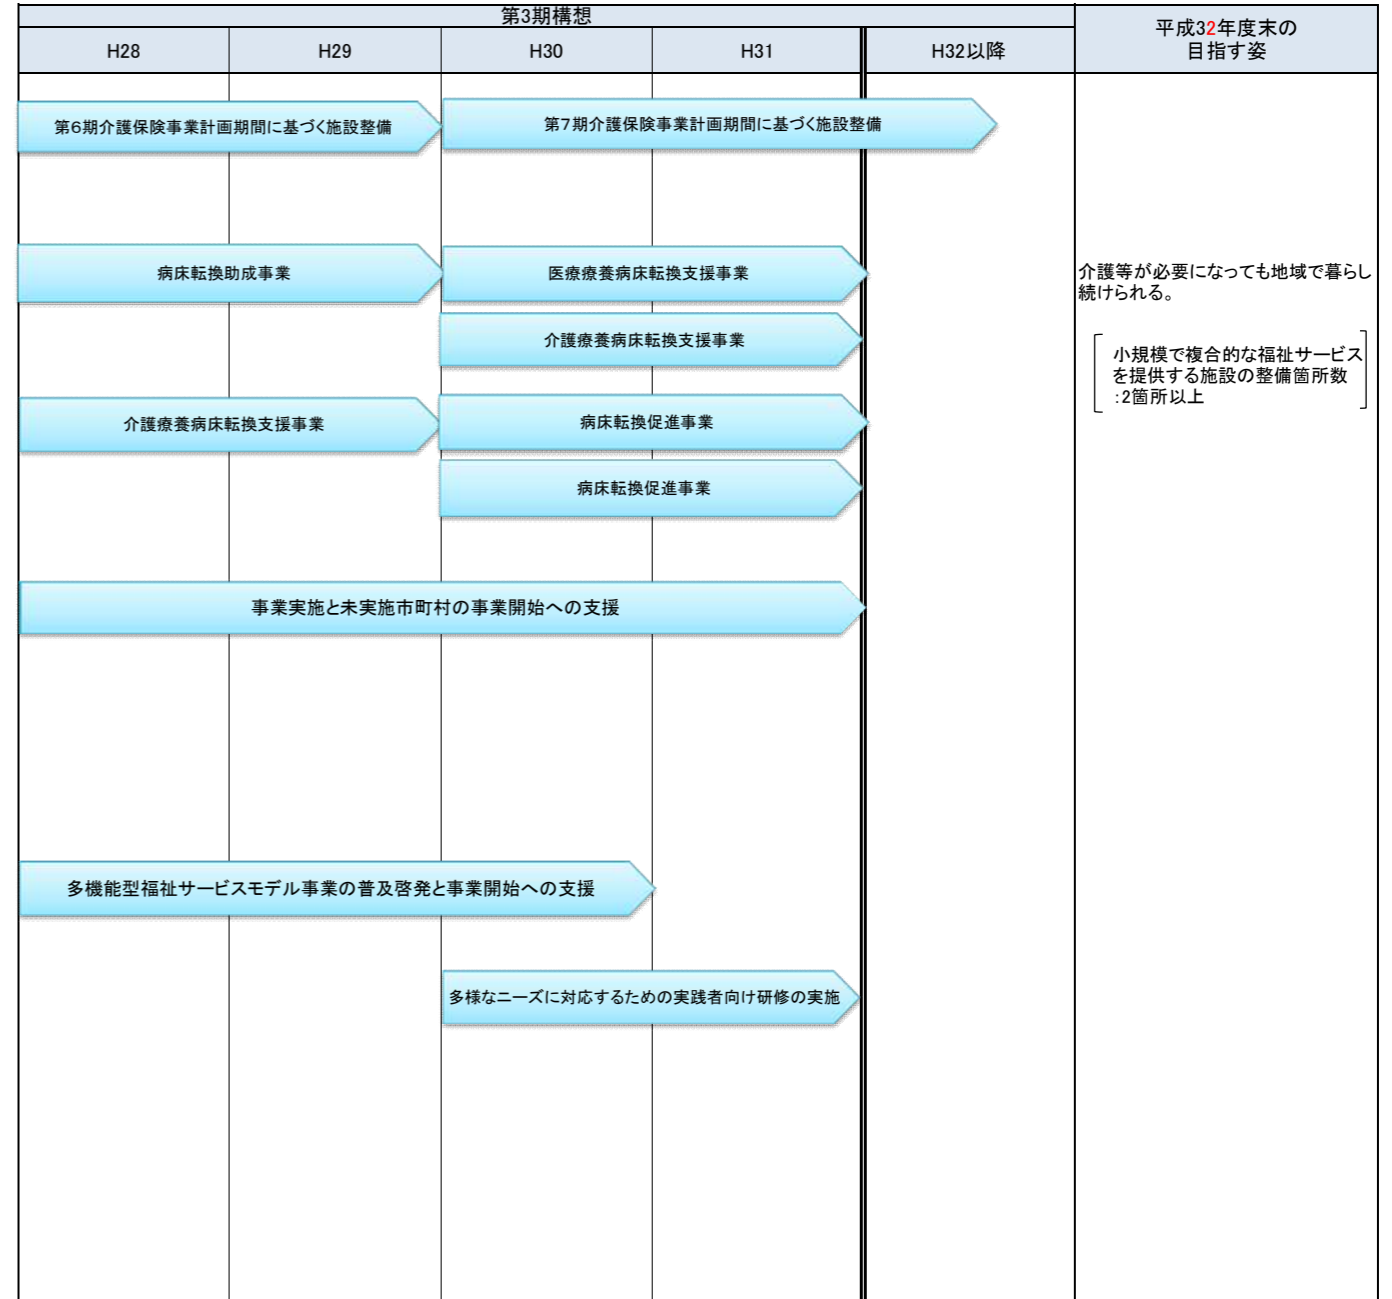 第3期構想
平成32年度末の
目指す姿
H28
H29
H30
H31
H32以降
第６期介護保険事業計画期間に基づく施設整備
第７期介護保険事業計画期間に基づく施設整備
病床転換助成事業
医療療養病床転換支援事業
介護等が必要になっても地域で暮らし
続けられる。
介護療養病床転換支援事業
小規模で複合的な福祉サービス
を提供する施設の整備箇所数
:2箇所以上
介護療養病床転換支援事業
病床転換促進事業
病床転換促進事業
事業実施と未実施市町村の事業開始への支援
多機能型福祉サービスモデル事業の普及啓発と事業開始への支援
多様なニーズに対応するための実践者向け研修の実施